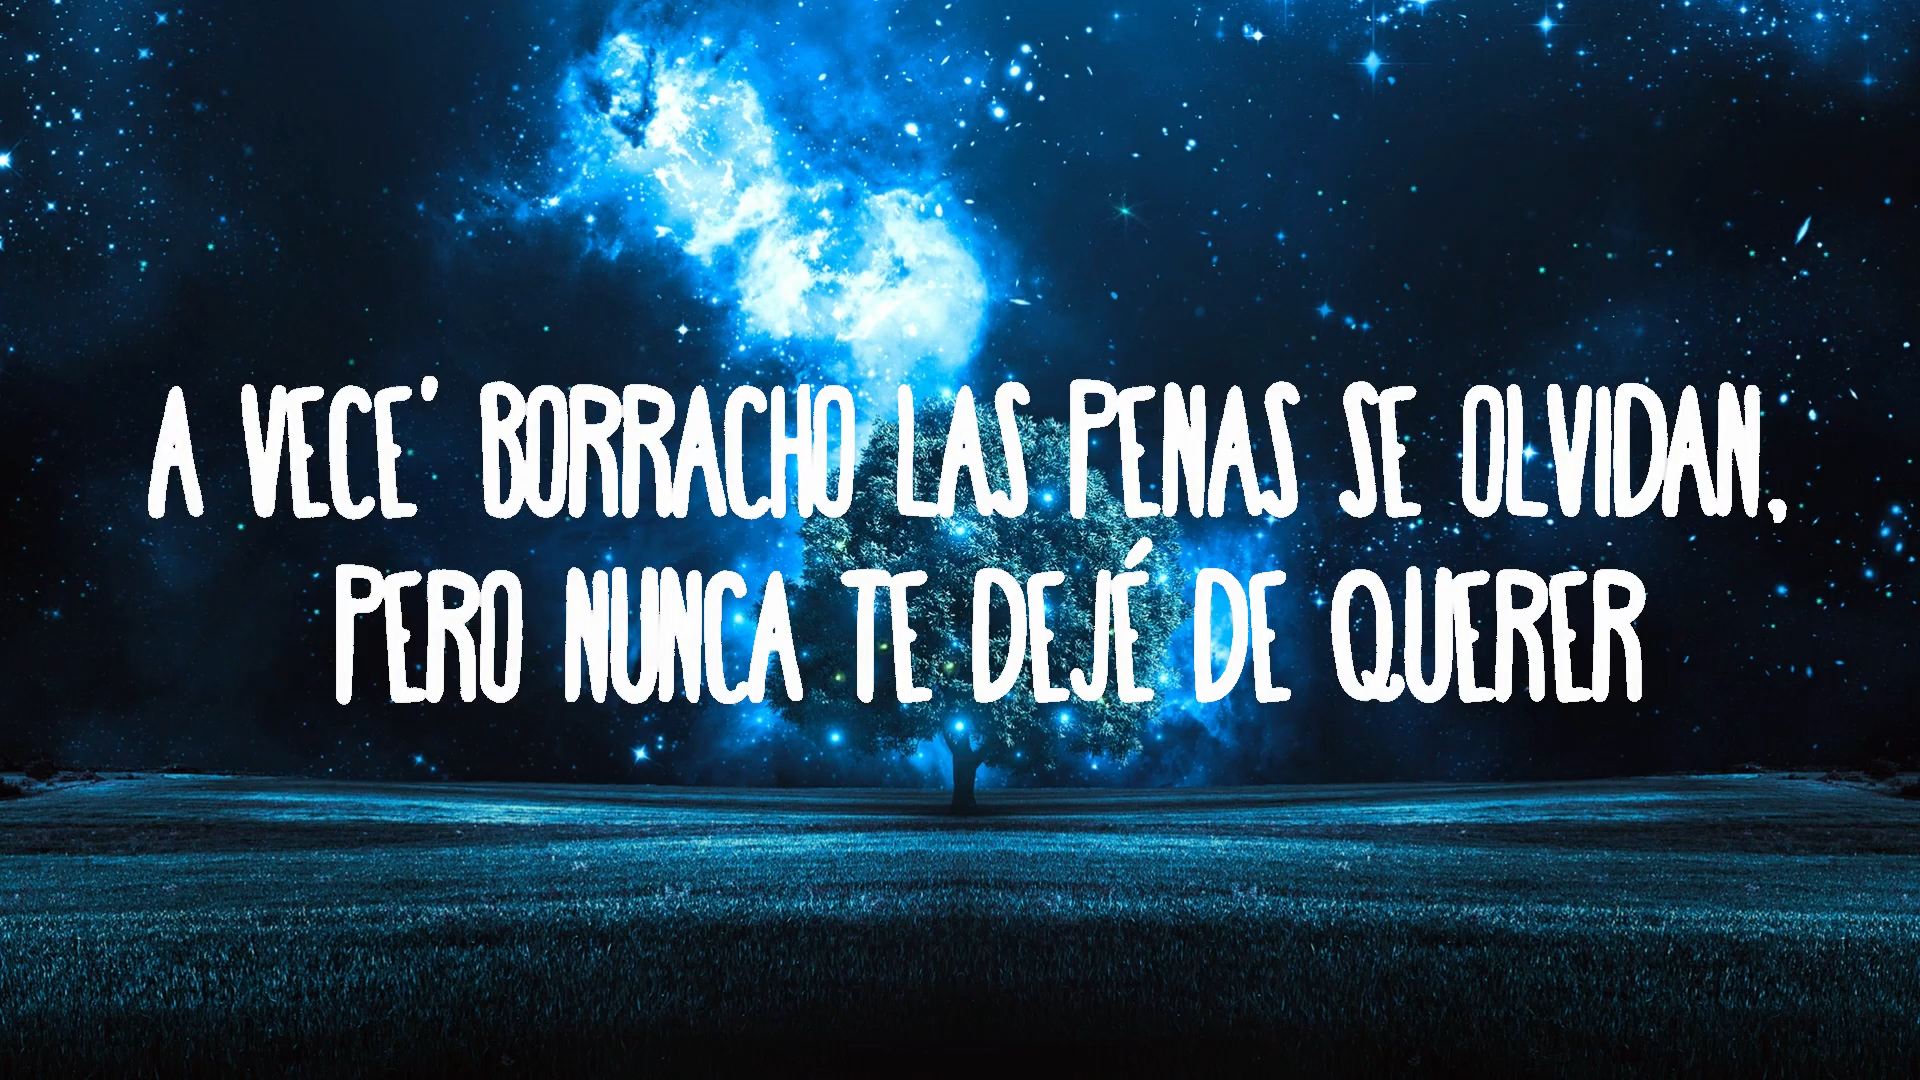 A VECE' BORRACHO LAS PENAS SE OLVIDAN,
PERO NUNCA TE DEJÉ DE QUERER